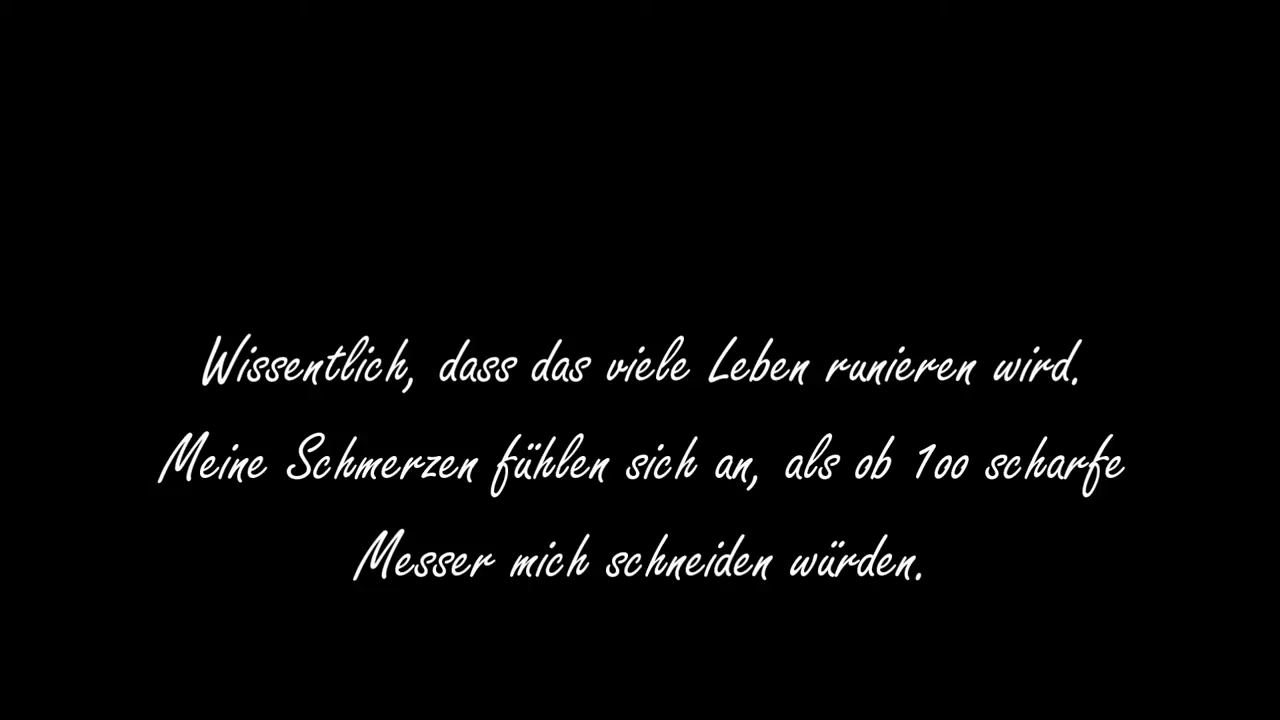 Wissentlich, dass das viele Leben runieren wird.
Meine Schmerzen fühlen sich an, als ob 100 scharfe
Messer mich schneiden würden.